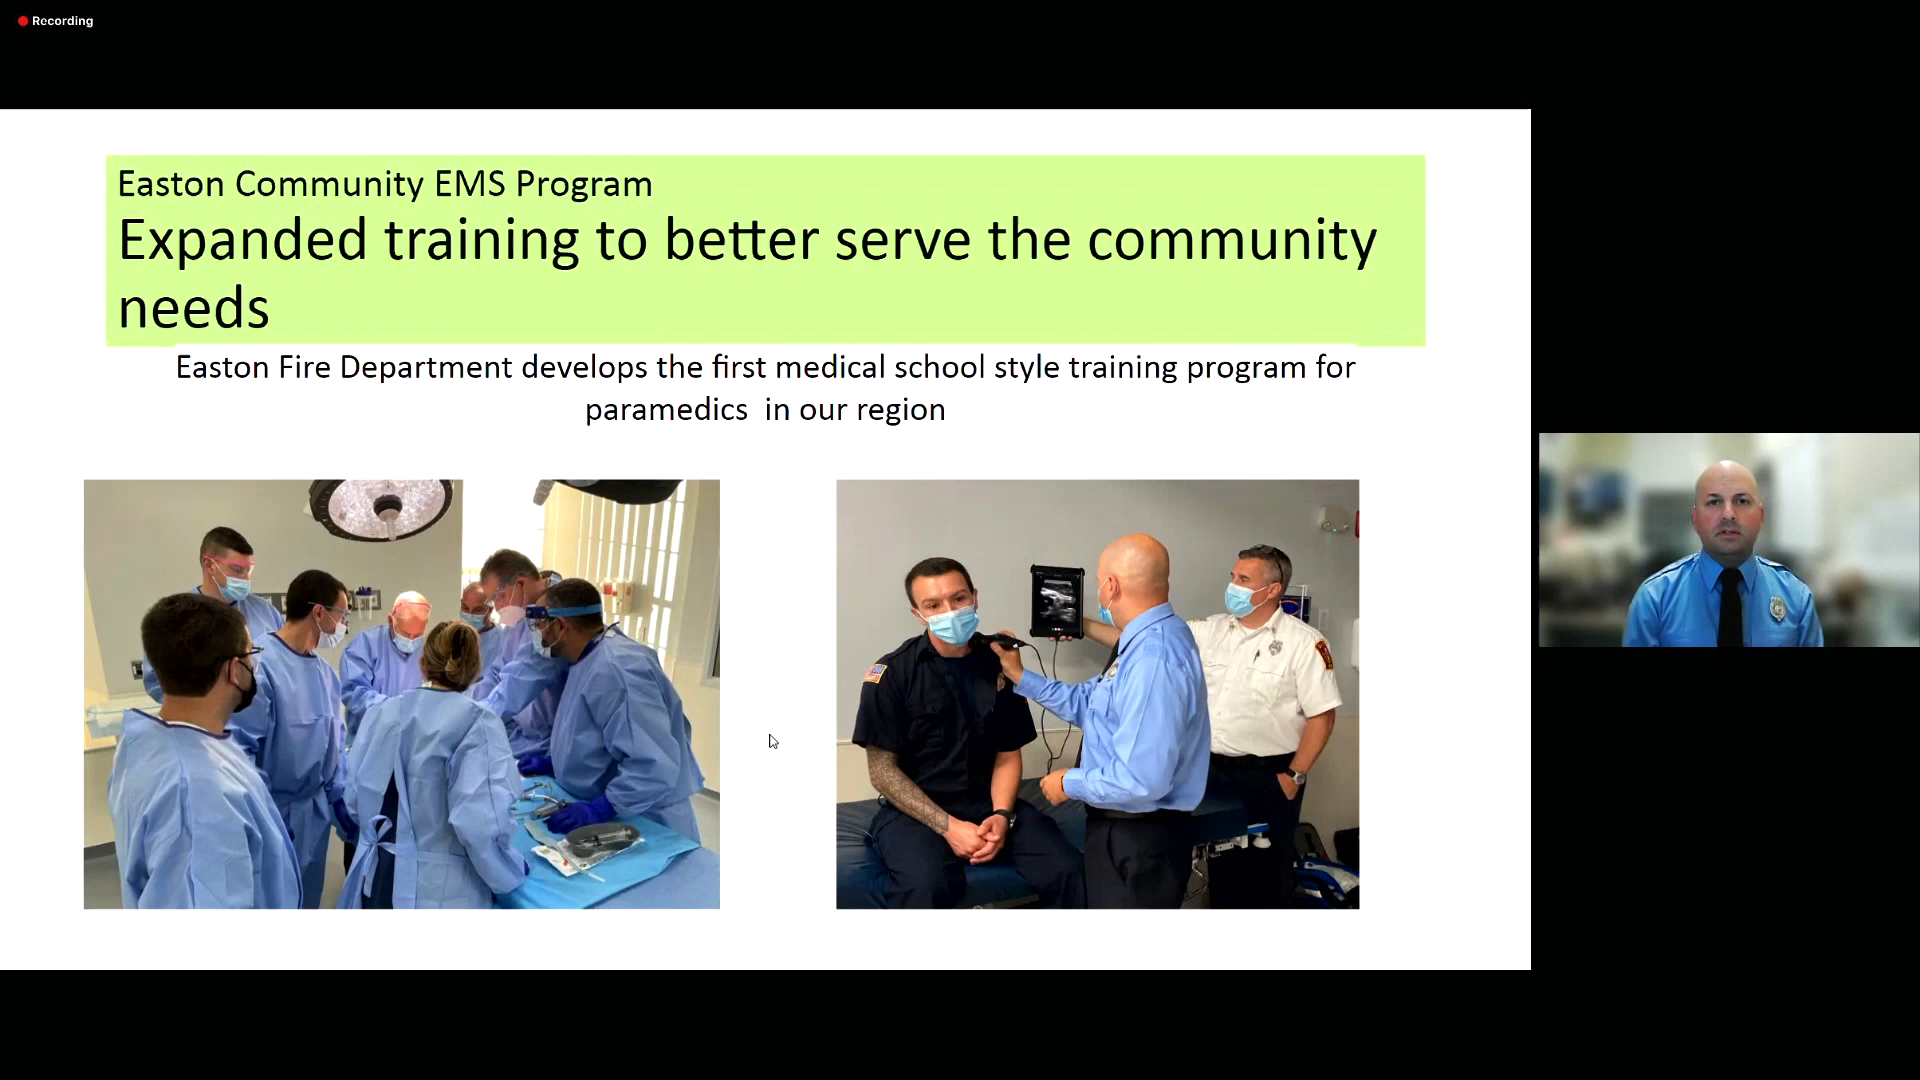 Recording
Easton Community EMS Program
Expanded training to better serve the community
needs
Easton Fire Department develops the first medical school style training program for
paramedics in our region